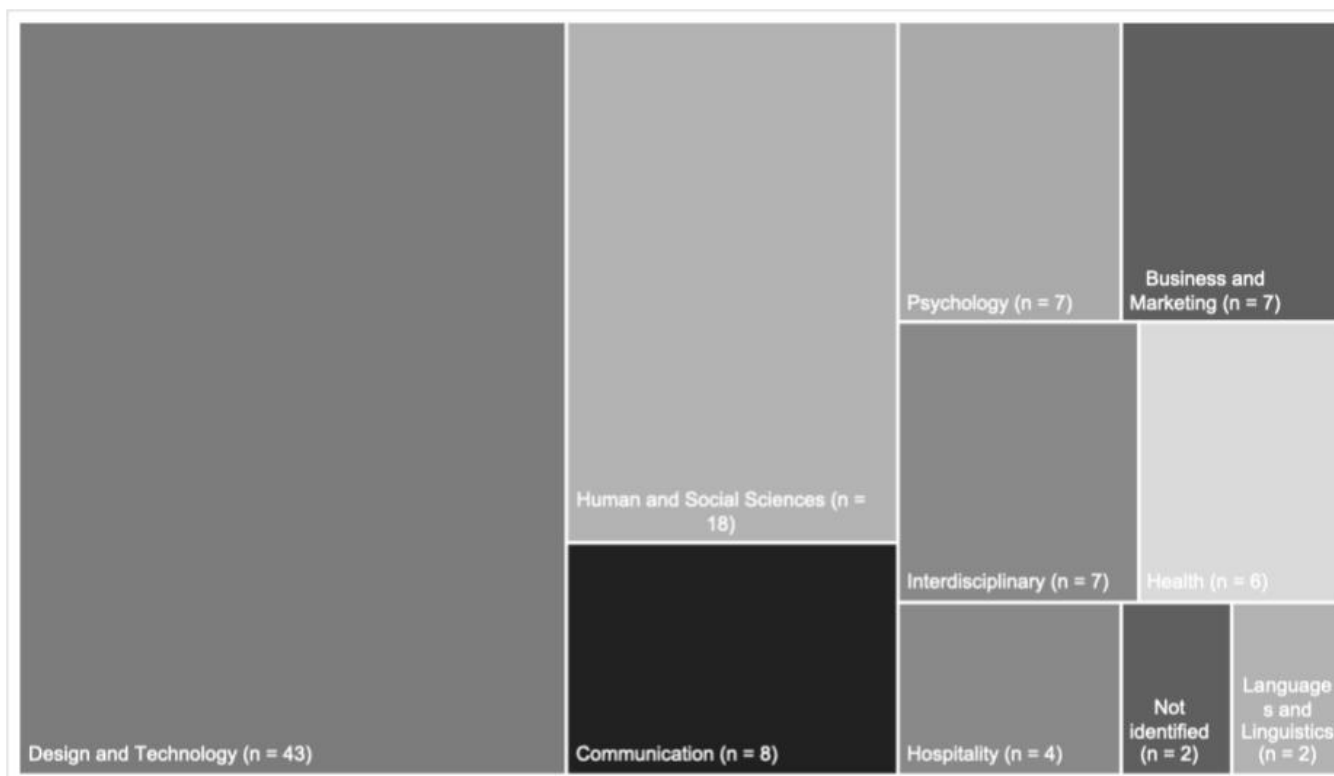 Psychology (n = 7)
Business and
Marketing (n = 7)
Human and Social Sciences (n =
18)
Interdisciplinary (n = 7)
Health (n = 6)
Design and Technology (n = 43)
Communication (n = 8)
Hospitality (n = 4)
Not
identified
(n = 2)
Language
s and
Linguistics
(n = 2)